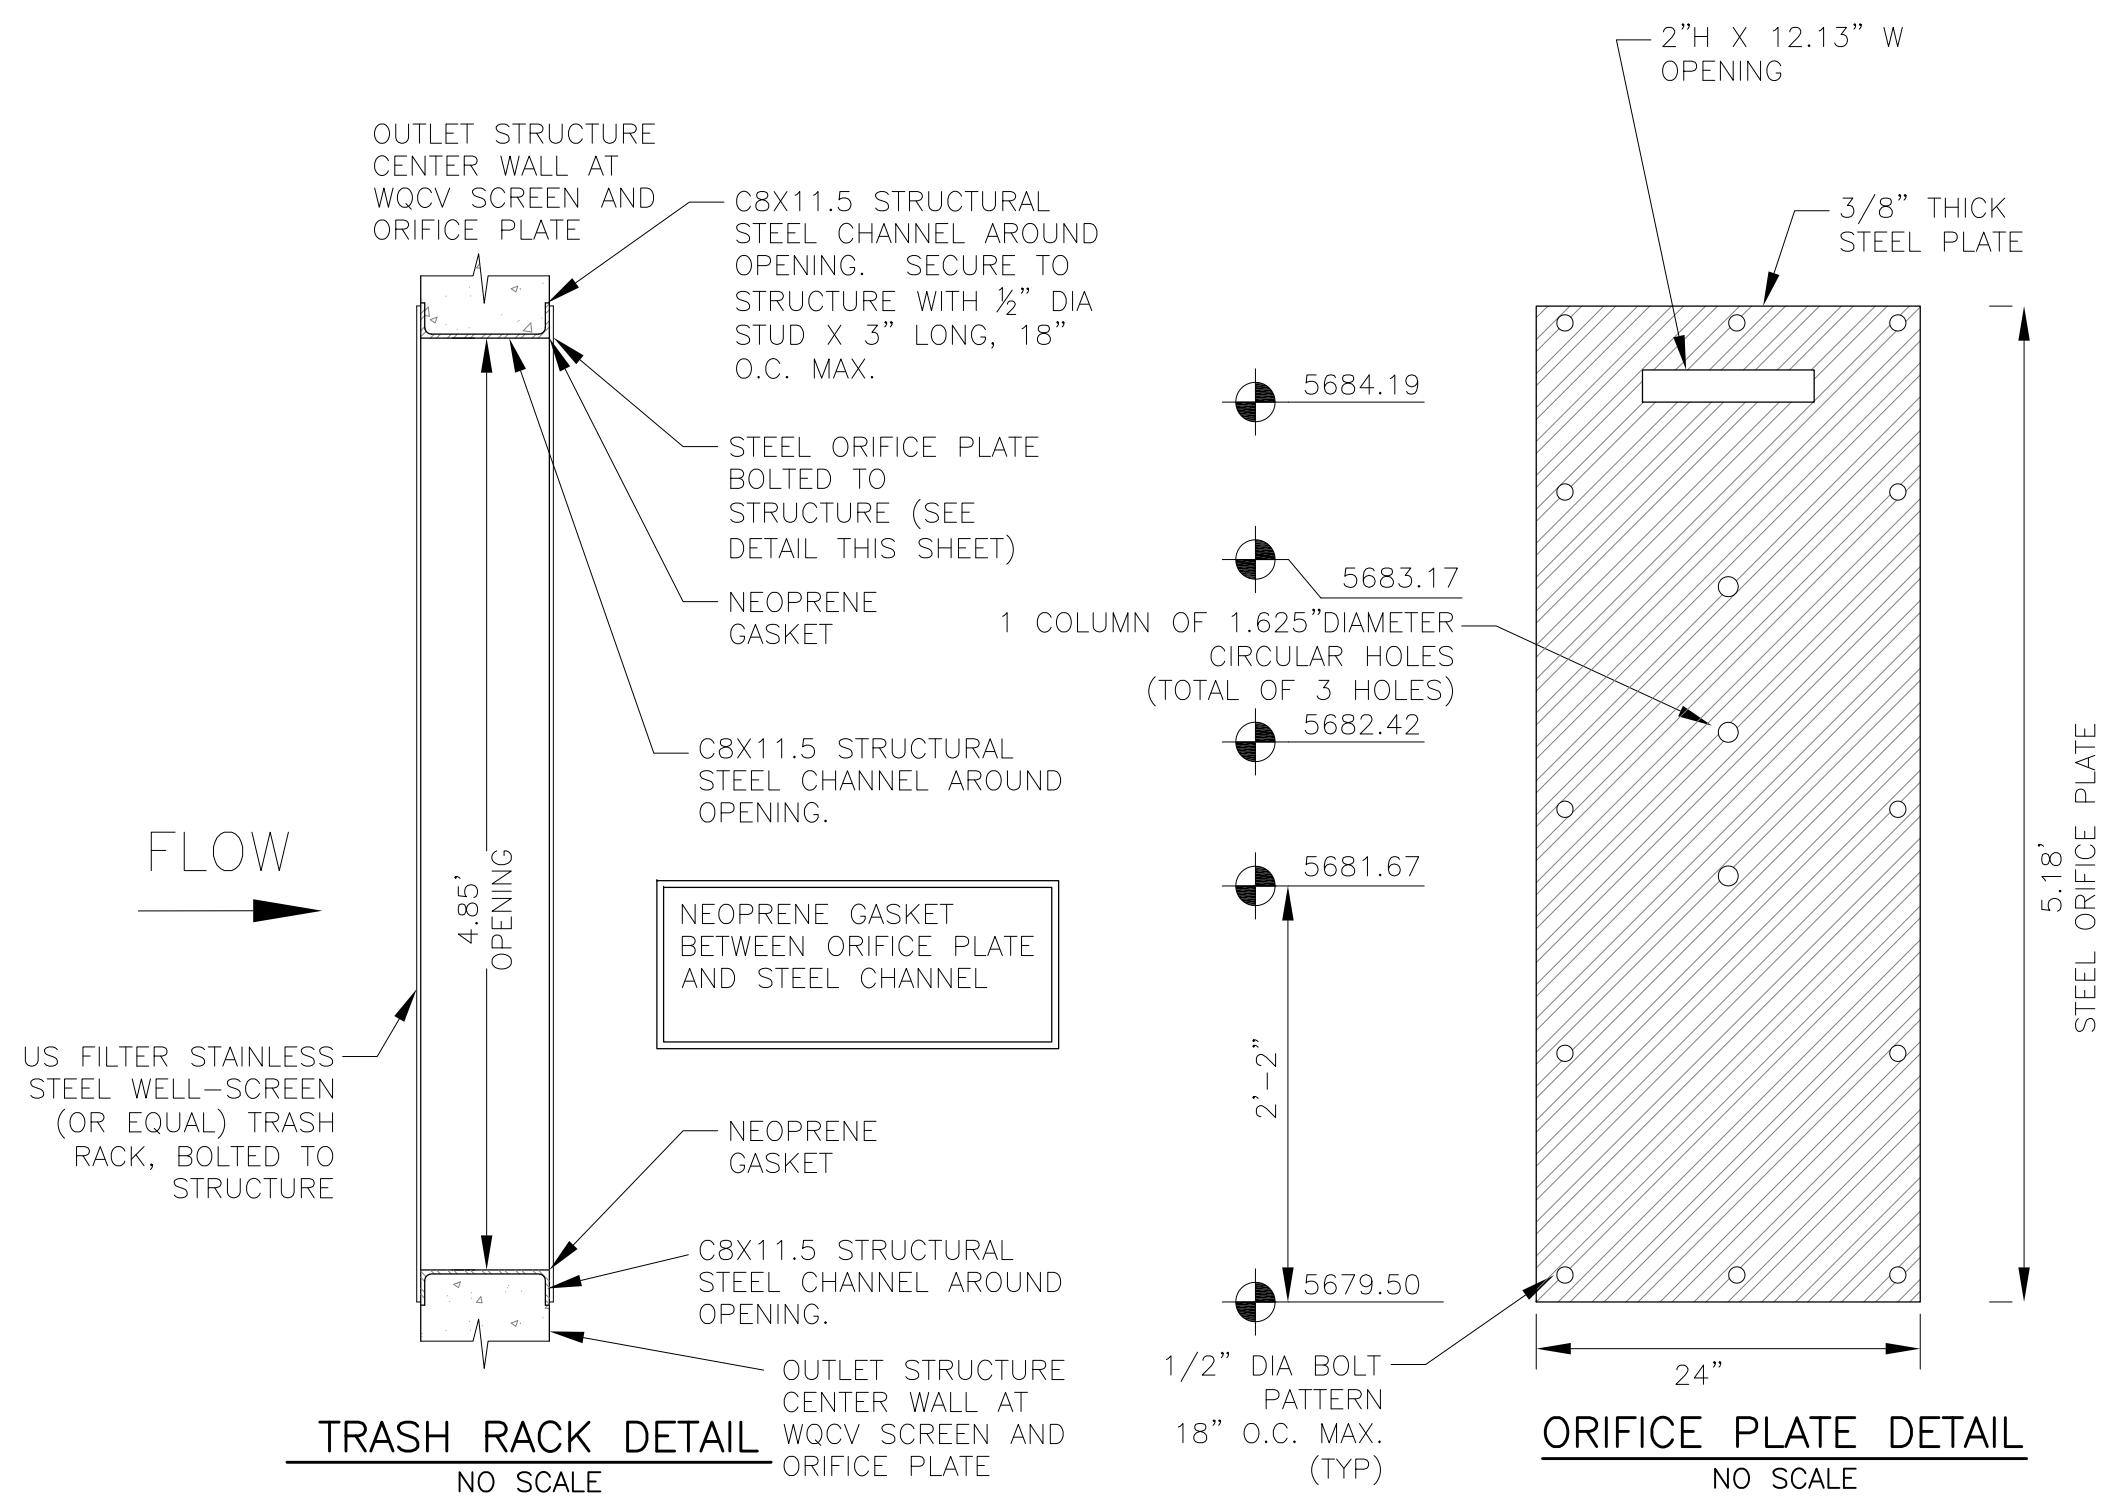 OUTLET STRUCTURE
CENTER WALL AT
WQCV SCREEN AND
ORIFICE PLATE
C8X11.5 STRUCTURAL
STEEL CHANNEL AROUND
OPENING. SECURE TO
STRUCTURE WITH ½" DIA
STUD X 3" LONG, 18"
O.C. MAX.
STEEL ORIFICE PLATE
BOLTED TO
STRUCTURE (SEE
DETAIL THIS SHEET)
NEOPRENE
GASKET
C8X11.5 STRUCTURAL
STEEL CHANNEL AROUND
OPENING.
FLOW
4.85'
OPENING
NEOPRENE GASKET
BETWEEN ORIFICE PLATE
AND STEEL CHANNEL
US FILTER STAINLESS
STEEL WELL-SCREEN
(OR EQUAL) TRASH
RACK, BOLTED TO
STRUCTURE
NEOPRENE
GASKET
C8X11.5 STRUCTURAL
STEEL CHANNEL AROUND
OPENING.
OUTLET STRUCTURE
CENTER WALL AT
WQCV SCREEN AND
ORIFICE PLATE
TRASH RACK DETAIL
NO SCALE
2"H X 12.13" W
OPENING
3/8" THICK
STEEL PLATE
5684.19
5683.17
1 COLUMN OF 1.625"DIAMETER
CIRCULAR HOLES
(TOTAL OF 3 HOLES)
5682.42
5681.67
2'-2"
5679.50
5.18'
STEEL ORIFICE PLATE
1/2" DIA BOLT
PATTERN
18" O.C. MAX.
(TYP)
24"
ORIFICE PLATE DETAIL
NO SCALE